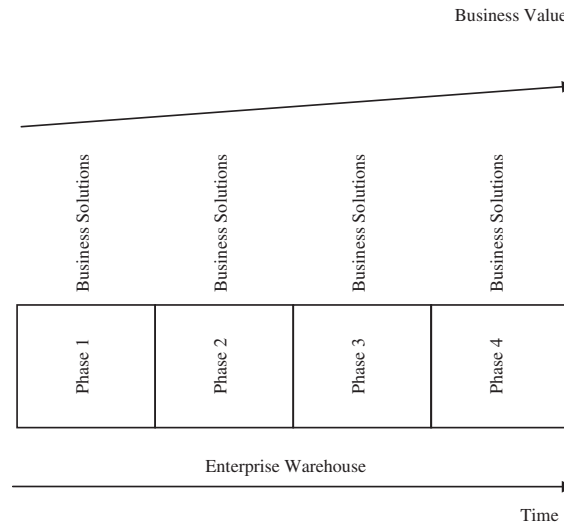 Business Value
Business Solutions
Business Solutions
Business Solutions
Business Solutions
Phase 1
Phase 2
Phase 3
Phase 4
Enterprise Warehouse
Time